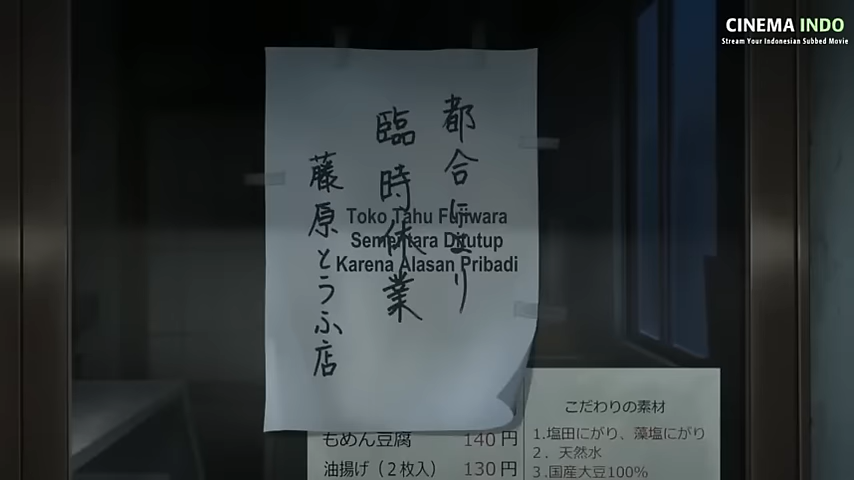 CINEMA INDO
Stream Your Indonesian Subbed Movie
都合により
臨時休業
藤原とうふ店
Toko Tahu Fujiwara
Sementara Ditutup
Karena Alasan Pribadi
もめん豆腐 140円
油揚げ（2枚入） 130円
こだわりの素材
1.塩田にがり、藻塩にがり
2．天然水
3.国産大豆100%